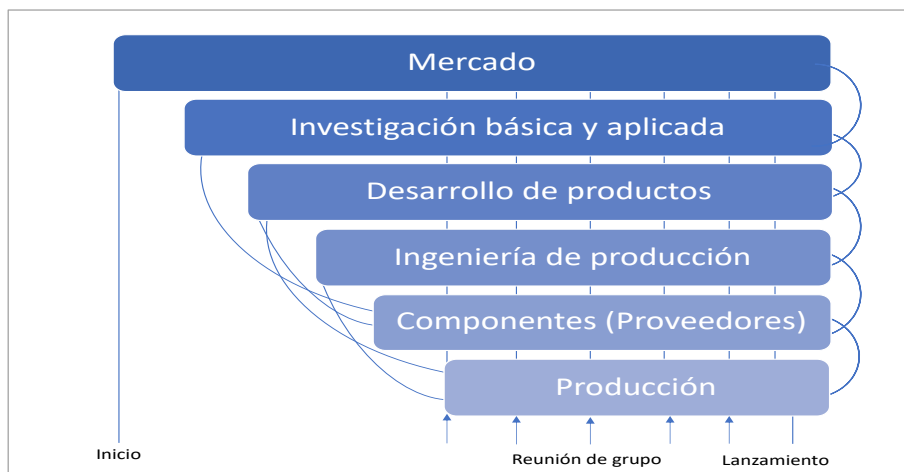 Mercado
Investigación básica y aplicada
Desarrollo de productos
Ingeniería de producción
Componentes (Proveedores)
Producción
Inicio
Reunión de grupo
Lanzamiento